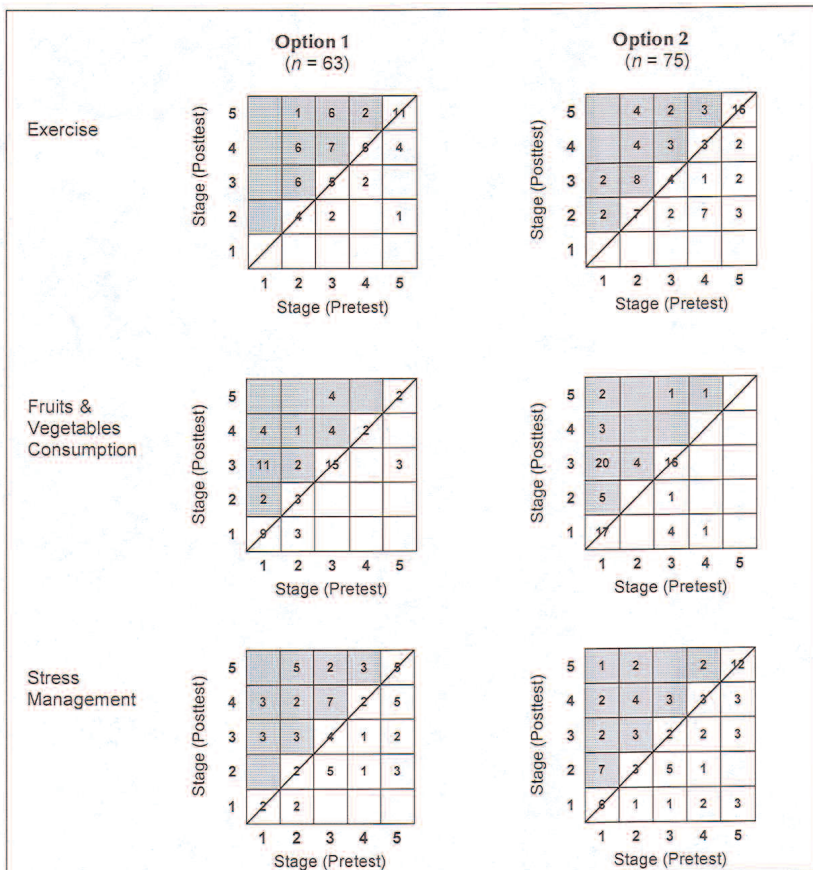 Option 1
(n = 63)
Option 2
(n = 75)
Exercise
Stage (Posttest)
5 1 6 2 11
4 6 7 6 4
3 6 5 2
2 4 2 1
1
1 2 3 4 5
Stage (Pretest)
Stage (Posttest)
5 4 2 3 16
4 4 3 3 2
3 2 8 4 1 2
2 2 7 2 7 3
1
1 2 3 4 5
Stage (Pretest)
Fruits &
Vegetables
Consumption
Stage (Posttest)
5 4 2
4 4 1 4 2
3 11 2 15 3
2 2 3
1 9 3
1 2 3 4 5
Stage (Pretest)
Stage (Posttest)
5 2 1 1
4 3
3 20 4 16
2 5 1
1 17 4 1
1 2 3 4 5
Stage (Pretest)
Stress
Management
Stage (Posttest)
5 5 2 3 5
4 3 2 7 2 5
3 3 3 4 1 2
2 2 5 1 3
1 2 2
1 2 3 4 5
Stage (Pretest)
Stage (Posttest)
5 1 2 2 12
4 2 4 3 3 3
3 2 3 2 2 3
2 7 3 5 1
1 6 1 1 2 3
1 2 3 4 5
Stage (Pretest)